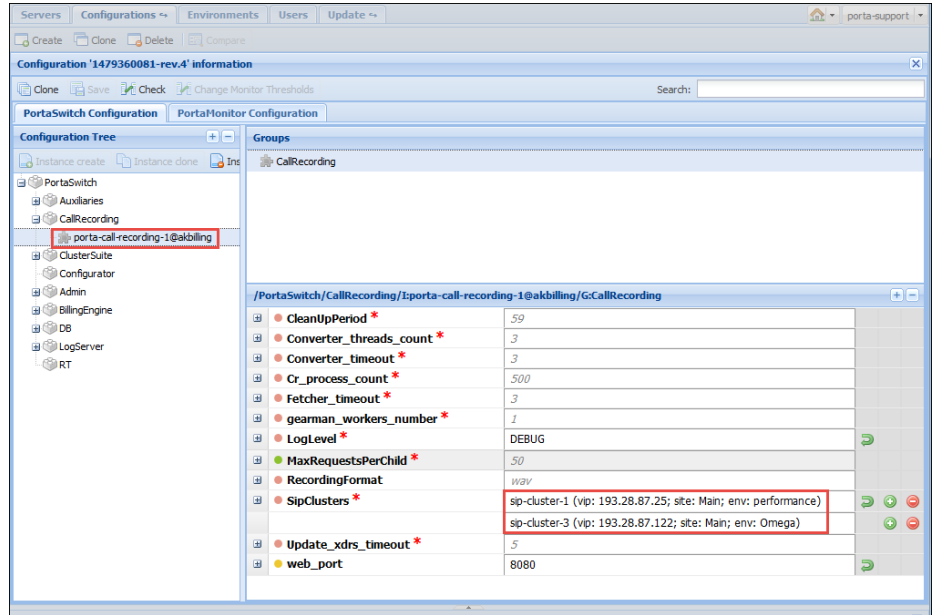 Servers Configurations Environments Users Update porta-support
Create Clone Delete Compare
Configuration '1479360081-rev.4' information
Clone Save Check Change Monitor Thresholds Search:
PortaSwitch Configuration PortaMonitor Configuration
Configuration Tree
Instance create Instance clone Ins
PortaSwitch
Auxiliaries
CallRecording
porta-call-recording-1@akbilling
ClusterSuite
Configurator
Admin
BillingEngine
DB
LogServer
RT
Groups
CallRecording
/PortaSwitch/CallRecording/I:porta-call-recording-1@akbilling/G:CallRecording
CleanUpPeriod * 59
Converter_threads_count * 3
Converter_timeout * 3
Cr_process_count * 500
Fetcher_timeout * 3
gearman_workers_number * 1
LogLevel * DEBUG
MaxRequestsPerChild * 50
RecordingFormat wav
SipClusters * sip-cluster-1 (vip: 193.28.87.25; site: Main; env: performance)
sip-cluster-3 (vip: 193.28.87.122; site: Main; env: Omega)
Update_xdrs_timeout * 5
web_port 8080